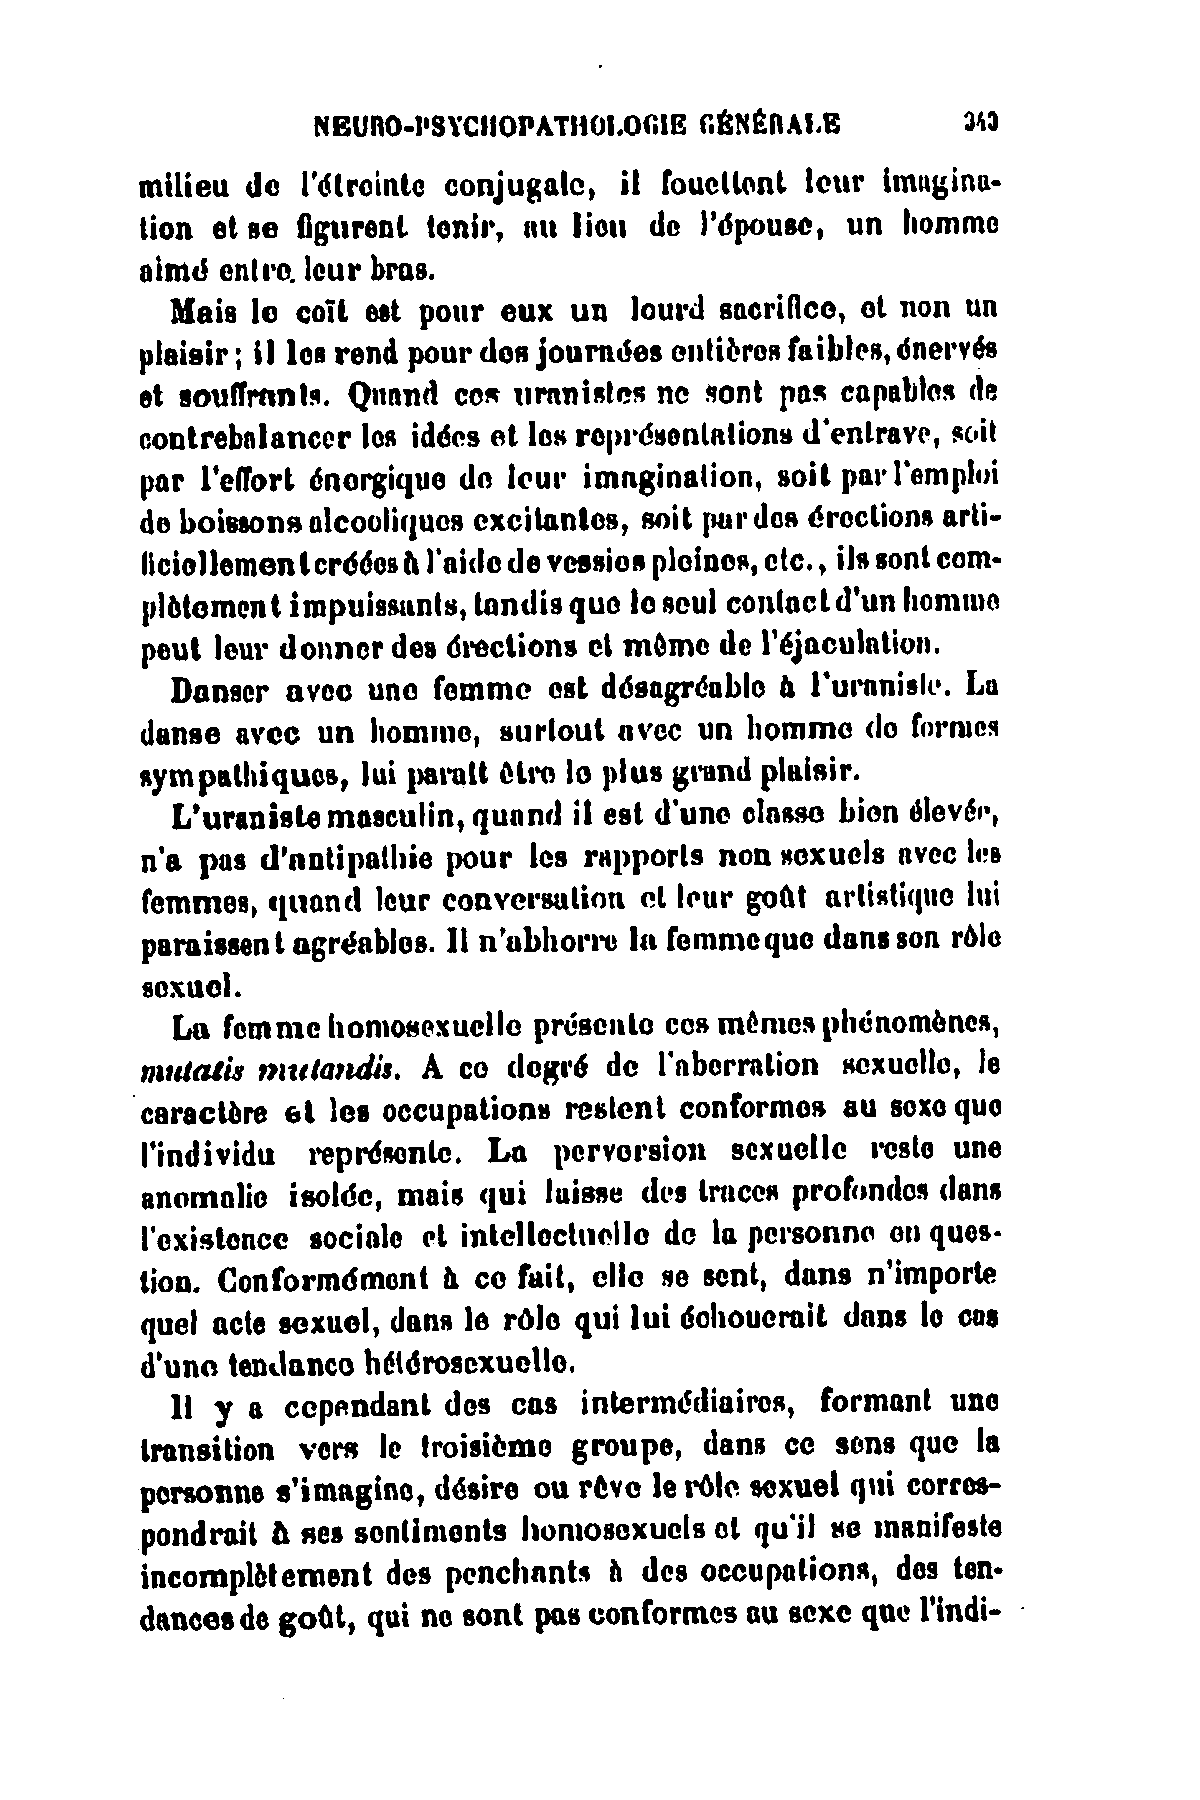 NEURO-PSYCHOPATHOLOGIE GÉNÉRALE 343
milieu de l'étreinte conjugale, il fouettent leur imagina-
tion et se figurent tenir, au lieu de l'épouse, un homme
aimé entre leur bras.
Mais le coït est pour eux un lourd sacrifice, et non un
plaisir ; il les rend pour des journées entières faibles, énervés
et souffrants. Quand ces uranistes ne sont pas capables de
contrebalancer les idées et les représentations d'entrave, soit
par l'effort énergique de leur imagination, soit par l'emploi
de boissons alcooliques excitantes, soit par des érections arti-
ficiellement créées à l'aide de vessies pleines, etc., ils sont com-
plètement impuissants, tandis que le seul contact d'un homme
peut leur donner des érections et même de l'éjaculation.
Danser avec une femme est désagréable à l'uraniste. La
danse avec un homme, surtout avec un homme de formes
sympathiques, lui paraît être le plus grand plaisir.
L'uraniste masculin, quand il est d'une classe bien élevée,
n'a pas d'antipathie pour les rapports non sexuels avec les
femmes, quand leur conversation et leur goût artistique lui
paraissent agréables. Il n'abhorre la femme que dans son rôle
sexuel.
La femme homosexuelle présente ces mêmes phénomènes,
mutatis mutandis. A ce degré de l'aberration sexuelle, le
caractère et les occupations restent conformes au sexe que
l'individu représente. La perversion sexuelle reste une
anomalie isolée, mais qui laisse des traces profondes dans
l'existence sociale et intellectuelle de la personne en ques-
tion. Conformément à ce fait, elle se sent, dans n'importe
quel acte sexuel, dans le rôle qui lui échouerait dans le cas
d'une tendance hétérosexuelle.
Il y a cependant des cas intermédiaires, formant une
transition vers le troisième groupe, dans ce sens que la
personne s'imagine, désire ou rêve le rôle sexuel qui corres-
pondrait à ses sentiments homosexuels et qu'il se manifeste
incomplètement des penchants à des occupations, des ten-
dances de goût, qui ne sont pas conformes au sexe que l'indi-